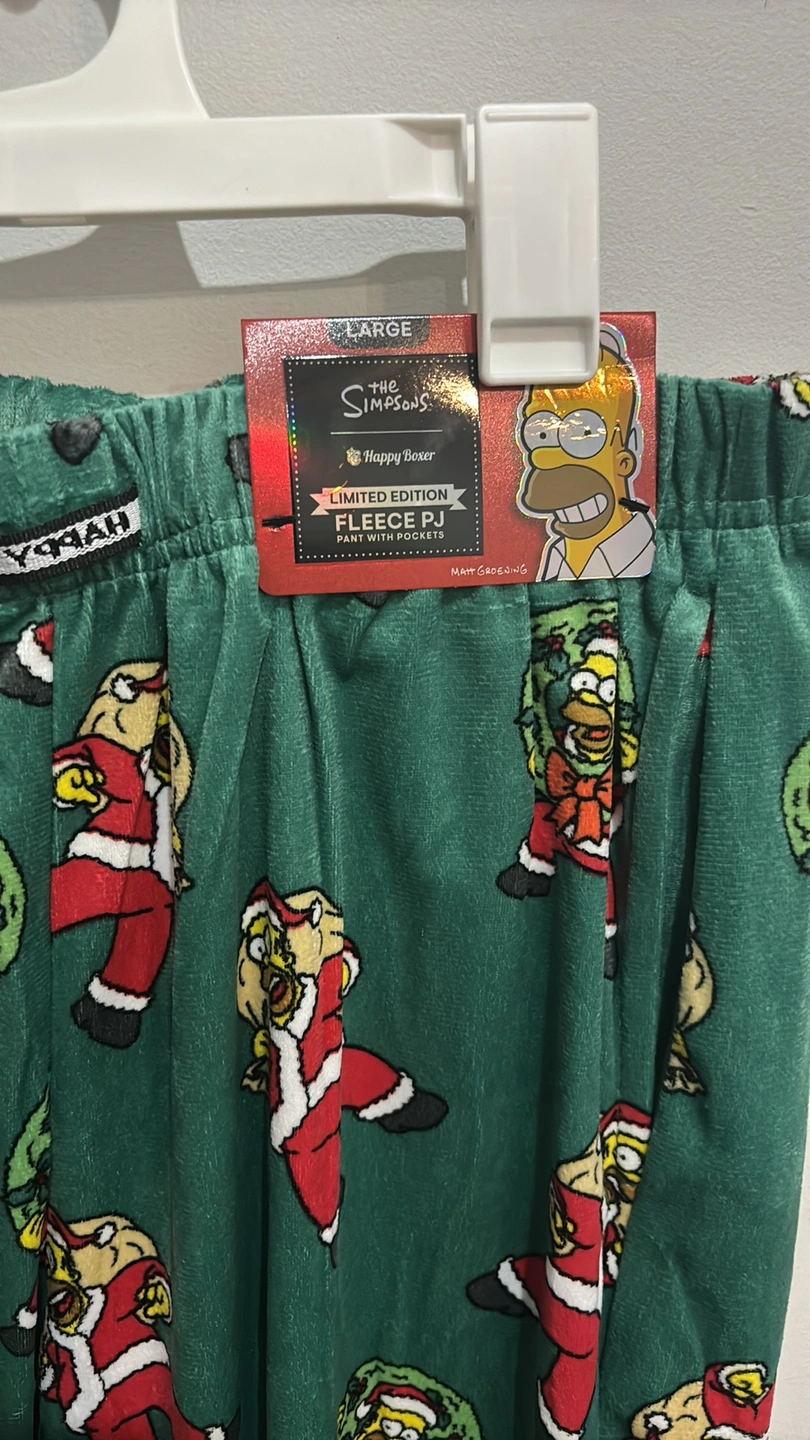 LARGE
THE
SIMPSONS
Happy Boxer
LIMITED EDITION
FLEECE PJ
PANT WITH POCKETS
MATT GROENING
HAPPY